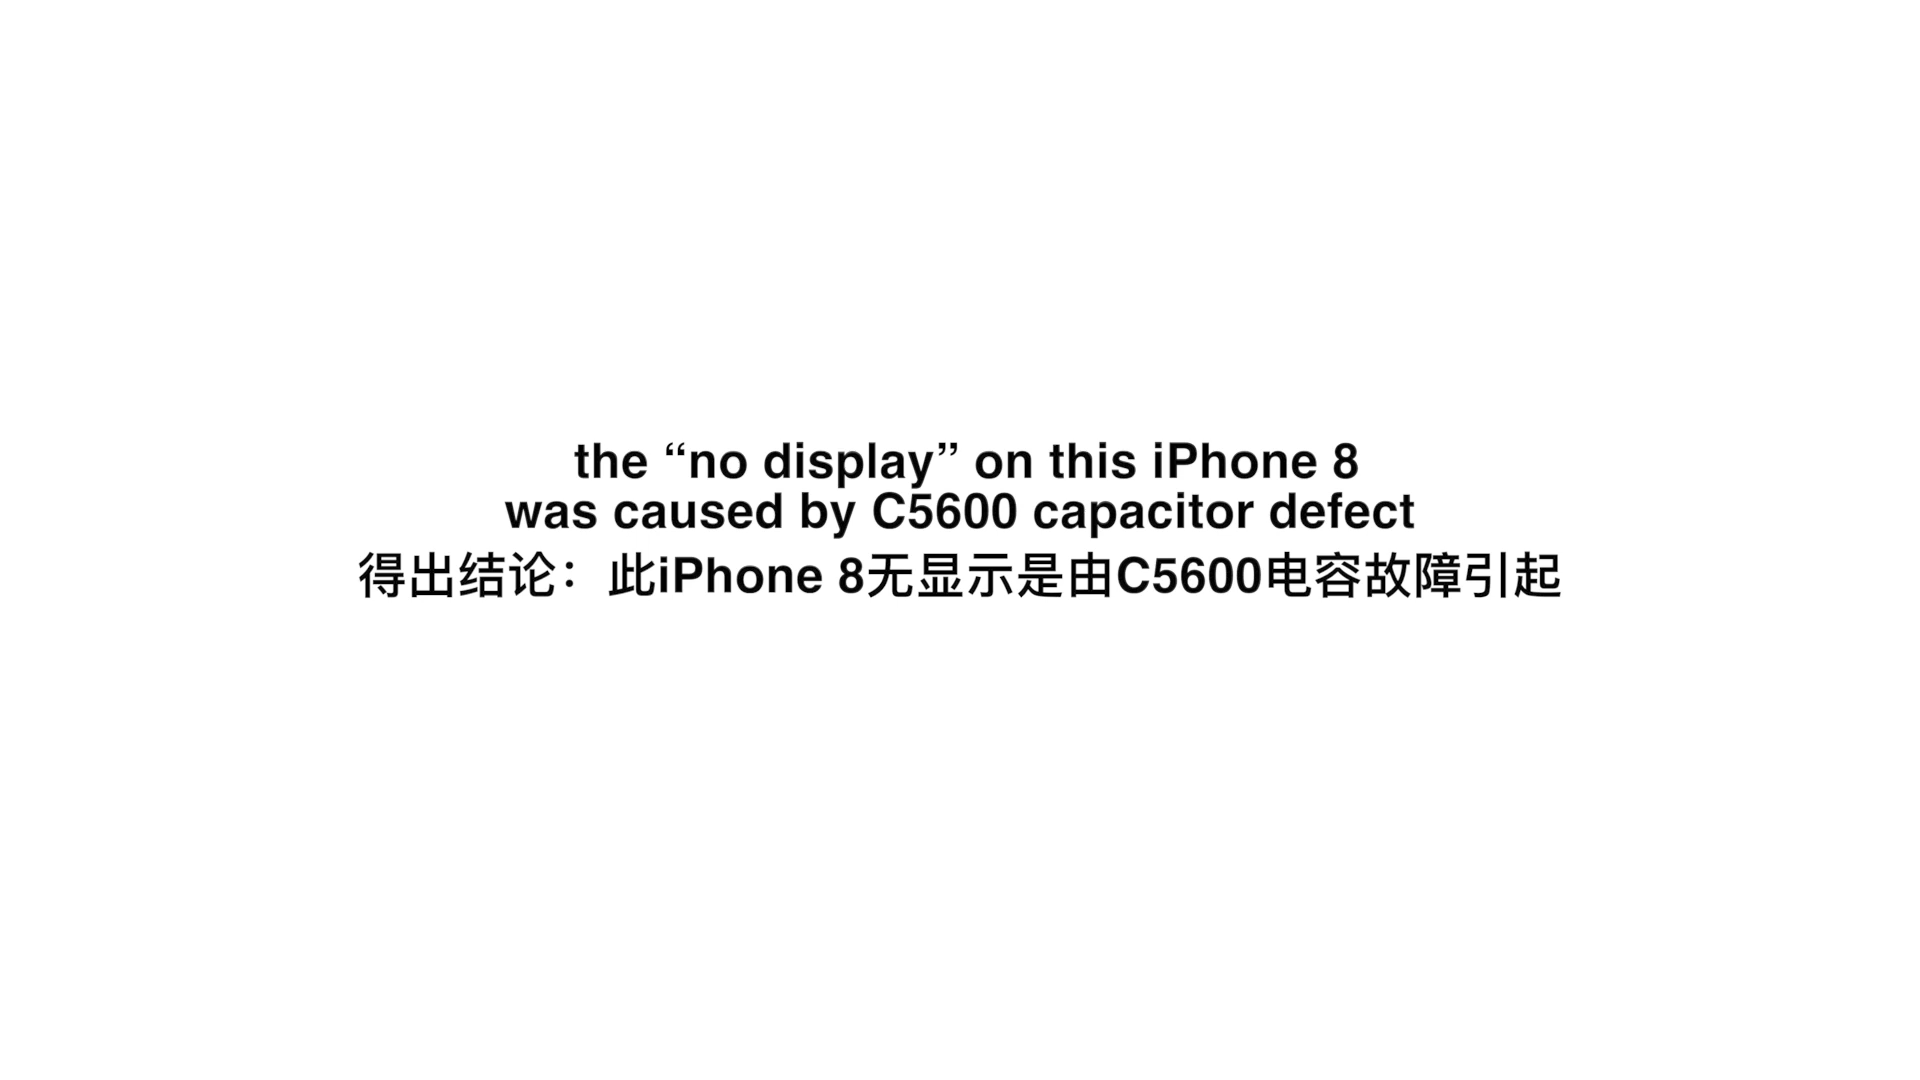 the “no display” on this iPhone 8
was caused by C5600 capacitor defect
得出结论：此iPhone 8无显示是由C5600电容故障引起